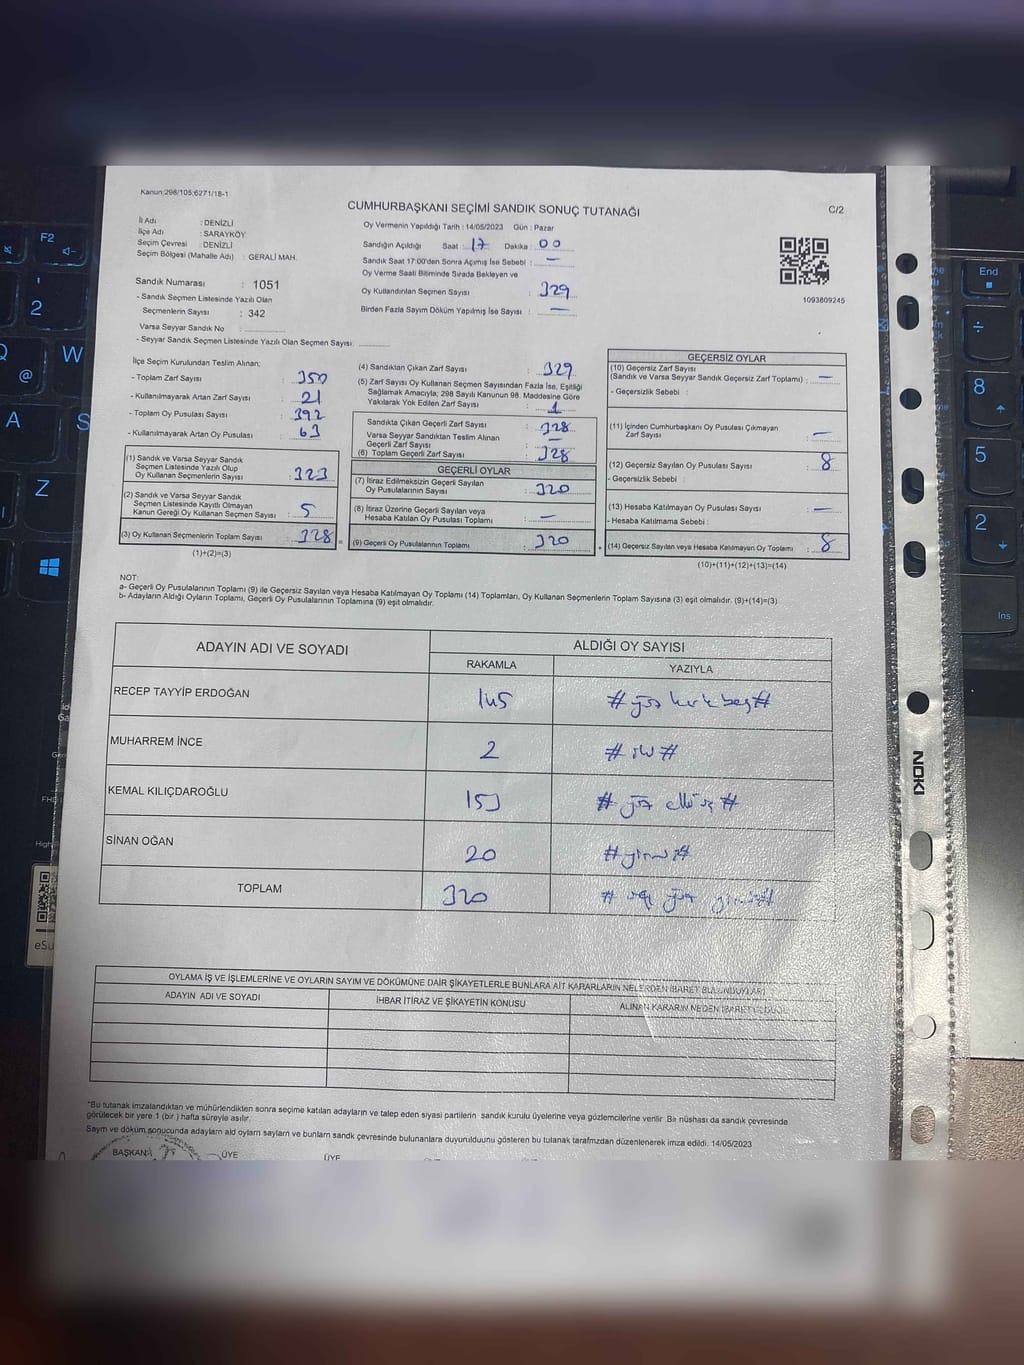 Kanun:298/105;6271/18-1
CUMHURBAŞKANI SEÇİMİ SANDIK SONUÇ TUTANAĞI
C/2
İl Adı : DENİZLİ
İlçe Adı : SARAYKÖY
Seçim Çevresi : DENİZLİ
Seçim Bölgesi (Mahalle Adı) : GERALİ MAH.
Oy Vermenin Yapıldığı Tarih : 14/05/2023 Gün : Pazar
Sandığın Açıldığı Saat : 17 Dakika : 00
Sandık Saat 17:00'den Sonra Açımış İse Sebebi : —
Oy Verme Saati Bitiminde Sırada Bekleyen ve
Oy Kullandırılan Seçmen Sayısı : 329
Birden Fazla Sayım Döküm Yapılmış İse Sayısı : —
1093809245
Sandık Numarası : 1051
- Sandık Seçmen Listesinde Yazılı Olan
Seçmenlerin Sayısı : 342
Varsa Seyyar Sandık No :
- Seyyar Sandık Seçmen Listesinde Yazılı Olan Seçmen Sayısı:
İlçe Seçim Kurulundan Teslim Alınan:
- Toplam Zarf Sayısı : 350
- Kullanılmayarak Artan Zarf Sayısı : 21
- Toplam Oy Pusulası Sayısı : 392
- Kullanılmayarak Artan Oy Pusulası : 63
(1) Sandık ve Varsa Seyyar Sandık
Seçmen Listesinde Yazılı Olup
Oy Kullanan Seçmenlerin Sayısı : 323
(2) Sandık ve Varsa Seyyar Sandık
Seçmen Listesinde Kayıtlı Olmayan
Kanun Gereği Oy Kullanan Seçmen Sayısı : 5
(3) Oy Kullanan Seçmenlerin Toplam Sayısı : 328
(1)+(2)=(3)
(4) Sandıktan Çıkan Zarf Sayısı : 329
(5) Zarf Sayısı Oy Kullanan Seçmen Sayısından Fazla İse, Eşitliği
Sağlamak Amacıyla; 298 Sayılı Kanunun 98. Maddesine Göre
Yakılarak Yok Edilen Zarf Sayısı : 1
Sandıkta Çıkan Geçerli Zarf Sayısı : 328
Varsa Seyyar Sandıktan Teslim Alınan
Geçerli Zarf Sayısı : —
(6) Toplam Geçerli Zarf Sayısı : 328
GEÇERLİ OYLAR
(7) İtiraz Edilmeksizin Geçerli Sayılan
Oy Pusulalarının Sayısı : 320
(8) İtiraz Üzerine Geçerli Sayılan veya
Hesaba Katılan Oy Pusulası Toplamı : —
(9) Geçerli Oy Pusulalarının Toplamı : 320
GEÇERSİZ OYLAR
(10) Geçersiz Zarf Sayısı
(Sandık ve Varsa Seyyar Sandık Geçersiz Zarf Toplamı) : —
- Geçersizlik Sebebi :
(11) İçinden Cumhurbaşkanı Oy Pusulası Çıkmayan
Zarf Sayısı : —
(12) Geçersiz Sayılan Oy Pusulası Sayısı : 8
- Geçersizlik Sebebi :
(13) Hesaba Katılmayan Oy Pusulası Sayısı : —
- Hesaba Katılmama Sebebi :
(14) Geçersiz Sayılan veya Hesaba Katılmayan Oy Toplamı : 8
(10)+(11)+(12)+(13)=(14)
NOT:
a- Geçerli Oy Pusulalarının Toplamı (9) ile Geçersiz Sayılan veya Hesaba Katılmayan Oy Toplamı (14) Toplamları, Oy Kullanan Seçmenlerin Toplam Sayısına (3) eşit olmalıdır. (9)+(14)=(3)
b- Adayların Aldığı Oyların Toplamı, Geçerli Oy Pusulalarının Toplamına (9) eşit olmalıdır.
ADAYIN ADI VE SOYADI ALDIĞI OY SAYISI
RAKAMLA YAZIYLA
RECEP TAYYİP ERDOĞAN 145 # yüz kırk beş #
MUHARREM İNCE 2 # iki #
KEMAL KILIÇDAROĞLU 153 # yüz elli üç #
SİNAN OĞAN 20 # yirmi #
TOPLAM 320 # üç yüz yirmi #
OYLAMA İŞ VE İŞLEMLERİNE VE OYLARIN SAYIM VE DÖKÜMÜNE DAİR ŞİKAYETLERLE BUNLARA AİT KARARLARIN NELERDEN İBARET BULUNDUĞU
ADAYIN ADI VE SOYADI İHBAR İTİRAZ VE ŞİKAYETİN KONUSU ALINAN KARARIN NEDEN İBARET OLDUĞU
*Bu tutanak imzalandıktan ve mühürlendikten sonra seçime katılan adayların ve talep eden siyasi partilerin sandık kurulu üyelerine veya gözlemcilerine verilir. Bir nüshası da sandık çevresinde
görülecek bir yere 1 (bir ) hafta süreyle asılır.
Sayım ve döküm sonucunda adayların ald oyların sayları ve bunların sandk çevresinde bulunanlara duyurulduunu gösteren bu tutanak tarafmzdan düzenlenerek imza edildi. 14/05/2023
BAŞKAN ÜYE ÜYE
NOKI
F2
2
Q
@
W
A
S
Z
End
÷
8
5
2
Ins
eSu